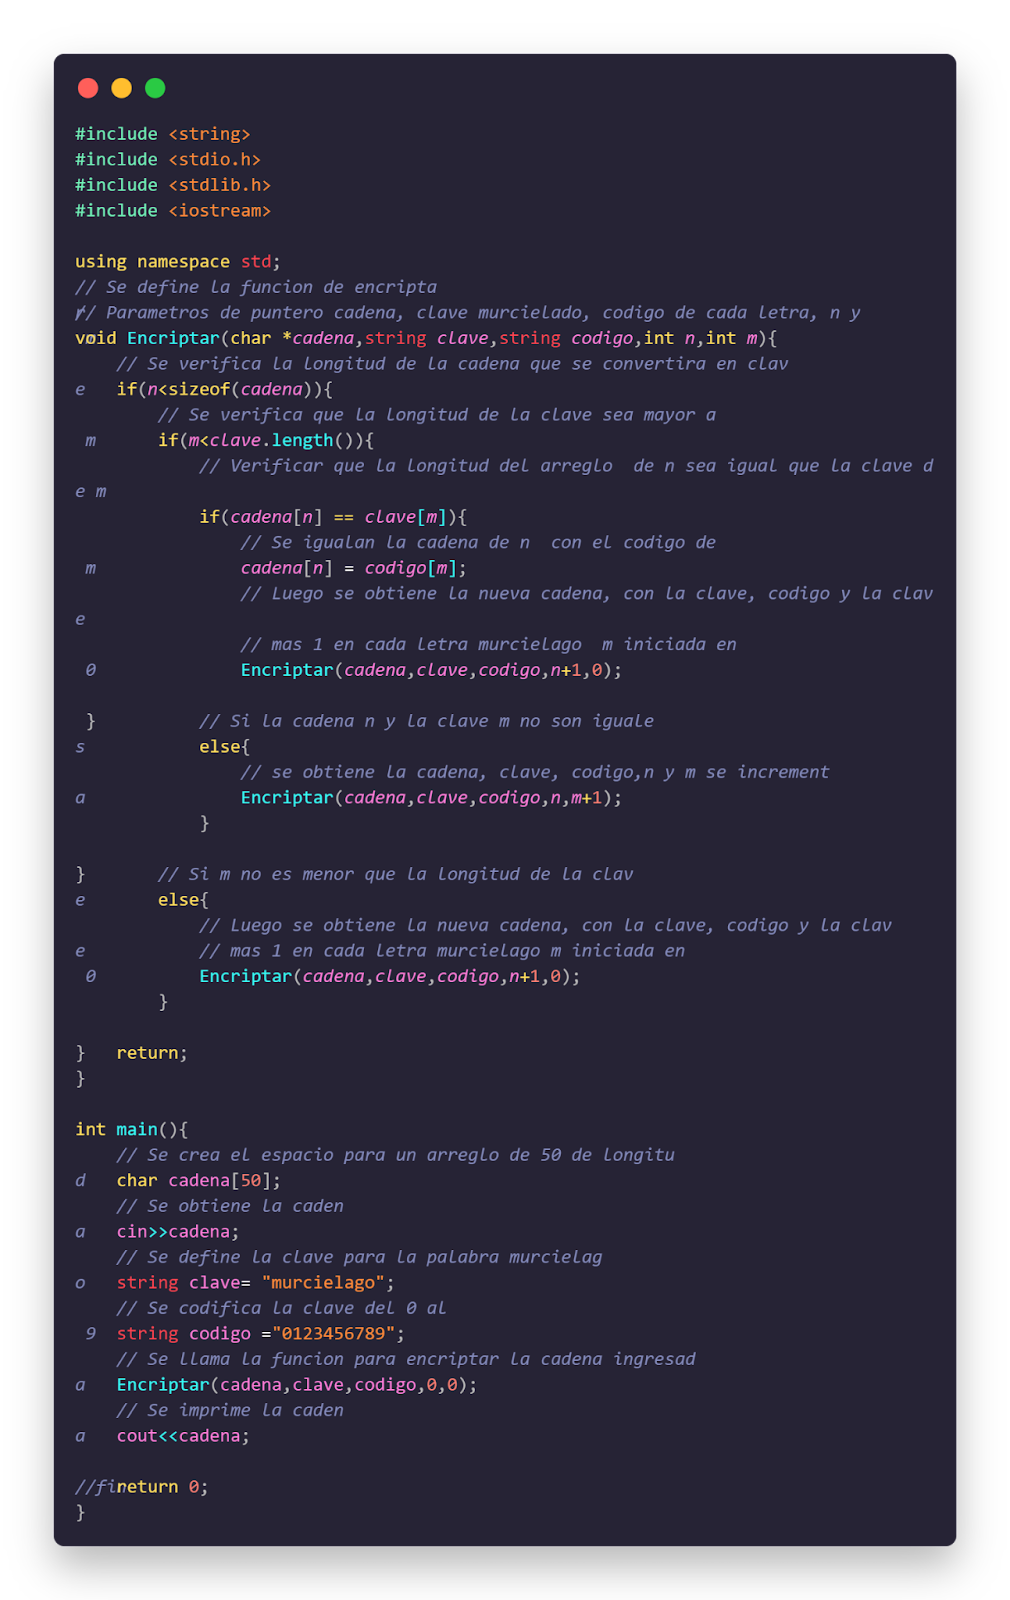 #include <string>
#include <stdio.h>
#include <stdlib.h>
#include <iostream>
using namespace std;
// Se define la funcion de encripta
r// Parametros de puntero cadena, clave murcielado, codigo de cada letra, n y
void Encriptar(char *cadena,string clave,string codigo,int n,int m){
// Se verifica la longitud de la cadena que se convertira en clav
e if(n<sizeof(cadena)){
// Se verifica que la longitud de la clave sea mayor a
m if(m<clave.length()){
// Verificar que la longitud del arreglo  de n sea igual que la clave d
e m
if(cadena[n] == clave[m]){
// Se igualan la cadena de n  con el codigo de
m cadena[n] = codigo[m];
// Luego se obtiene la nueva cadena, con la clave, codigo y la clav
e
// mas 1 en cada letra murcielago  m iniciada en
0 Encriptar(cadena,clave,codigo,n+1,0);
} // Si la cadena n y la clave m no son iguale
s else{
// se obtiene la cadena, clave, codigo,n y m se increment
a Encriptar(cadena,clave,codigo,n,m+1);
}
} // Si m no es menor que la longitud de la clav
e else{
// Luego se obtiene la nueva cadena, con la clave, codigo y la clav
e // mas 1 en cada letra murcielago m iniciada en
0 Encriptar(cadena,clave,codigo,n+1,0);
}
} return;
}
int main(){
// Se crea el espacio para un arreglo de 50 de longitu
d char cadena[50];
// Se obtiene la caden
a cin>>cadena;
// Se define la clave para la palabra murcielag
o string clave= "murcielago";
// Se codifica la clave del 0 al
9 string codigo ="0123456789";
// Se llama la funcion para encriptar la cadena ingresad
a Encriptar(cadena,clave,codigo,0,0);
// Se imprime la caden
a cout<<cadena;
//fin return 0;
}